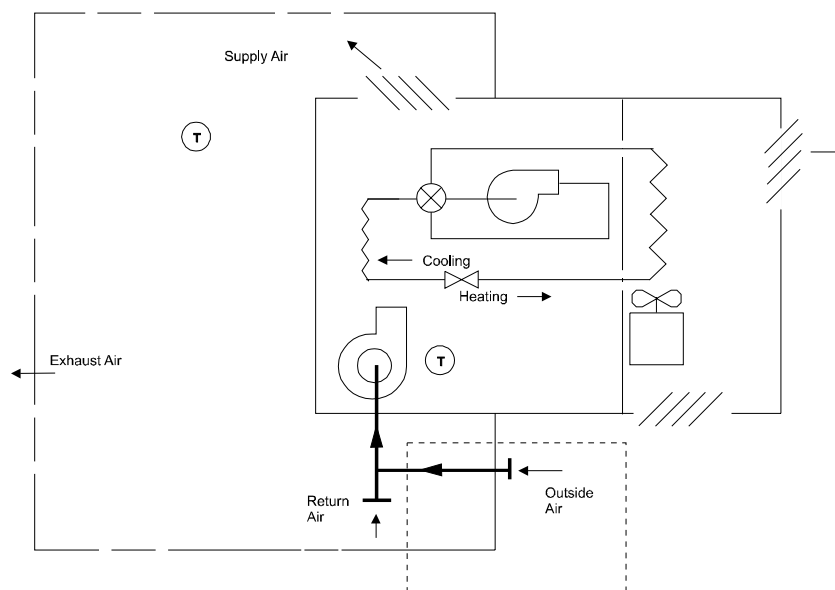 Supply Air
T
Cooling
Heating
Exhaust Air
T
Return
Air
Outside
Air